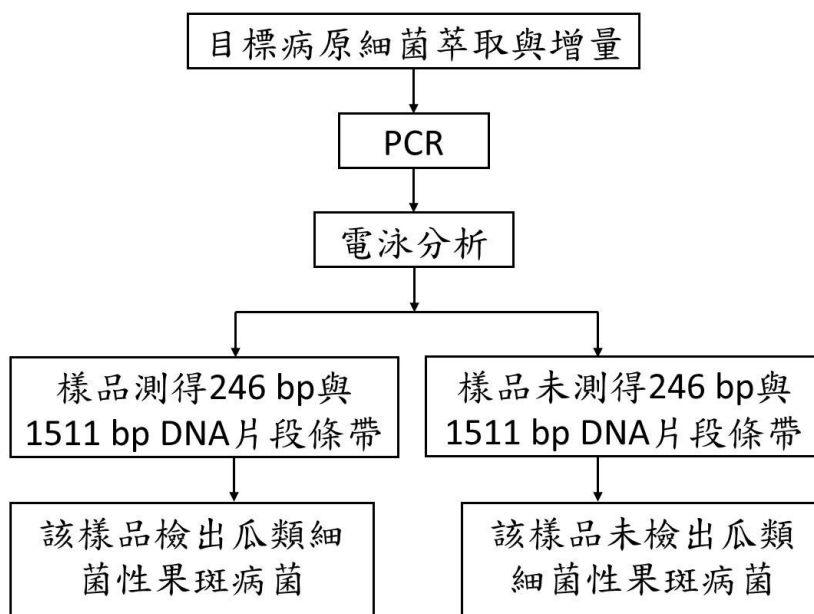 目標病原細菌萃取與增量
PCR
電泳分析
樣品測得246 bp與
1511 bp DNA片段條帶
樣品未測得246 bp與
1511 bp DNA片段條帶
該樣品檢出瓜類細
菌性果斑病菌
該樣品未檢出瓜類
細菌性果斑病菌